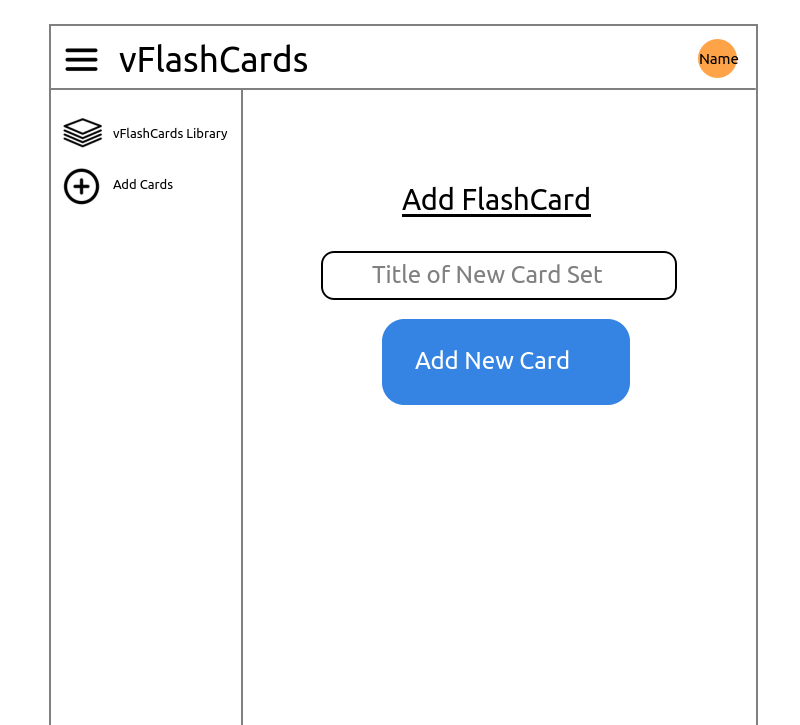 vFlashCards
Name
vFlashCards Library
Add Cards
Add FlashCard
Title of New Card Set
Add New Card